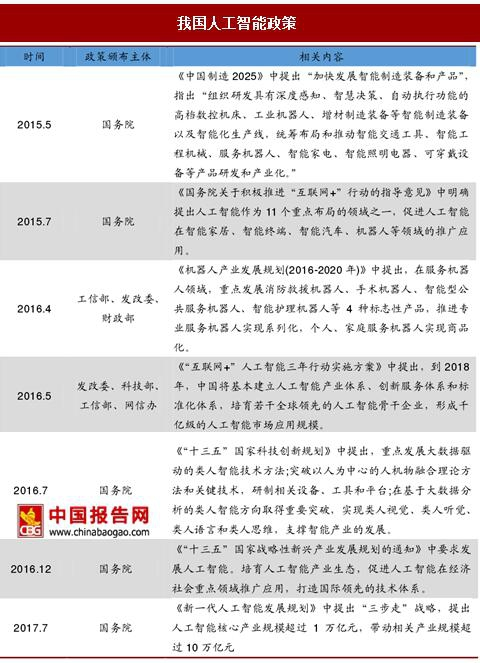 我国人工智能政策
时间 政策颁布主体 相关内容
2015.5 国务院
《中国制造 2025》中提出“加快发展智能制造装备和产品”，
指出“组织研发具有深度感知、智慧决策、自动执行功能的
高档数控机床、工业机器人、增材制造装备等智能制造装备
以及智能化生产线，统筹布局和推动智能交通工具、智能工
程机械、服务机器人、智能家电、智能照明电器、可穿戴设
备等产品研发和产业化。”
2015.7 国务院
《国务院关于积极推进“互联网+”行动的指导意见》中明确
提出人工智能作为 11 个重点布局的领域之一，促进人工智能
在智能家居、智能终端、智能汽车、机器人等领域的推广应
用。
2016.4 工信部、发改委、
财政部
《机器人产业发展规划(2016-2020 年)》中提出，在服务机器
人领域，重点发展消防救援机器人、手术机器人、智能型公
共服务机器人、智能护理机器人等 4 种标志性产品，推进专
业服务机器人实现系列化，个人、家庭服务机器人实现商品
化。
2016.5 发改委、科技部、
工信部、网信办
《“互联网+”人工智能三年行动实施方案》中提出，到 2018
年，中国将基本建立人工智能产业体系、创新服务体系和标
准化体系，培育若干全球领先的人工智能骨干企业，形成千
亿级的人工智能市场应用规模。
2016.7 国务院
《“十三五”国家科技创新规划》中提出，重点发展大数据驱
动的类人智能技术方法;突破以人为中心的人机物融合理论方
法和关键技术，研制相关设备、工具和平台;在基于大数据分
析的类人智能方向取得重要突破，实现类人视觉，类人听觉、
类人语言和类人思维，支撑智能产业的发展。
中国报告网
CBG www.chinabaogao.com
2016.12 国务院
《“十三五”国家战略性新兴产业发展规划的通知》中要求发
展人工智能。培育人工智能产业生态，促进人工智能在经济
社会重点领域推广应用，打造国际领先的技术体系。
2017.7 国务院
《新一代人工智能发展规划》中提出“三步走”战略，提出
人工智能核心产业规模超过 1 万亿元，带动相关产业规模超
过 10 万亿元